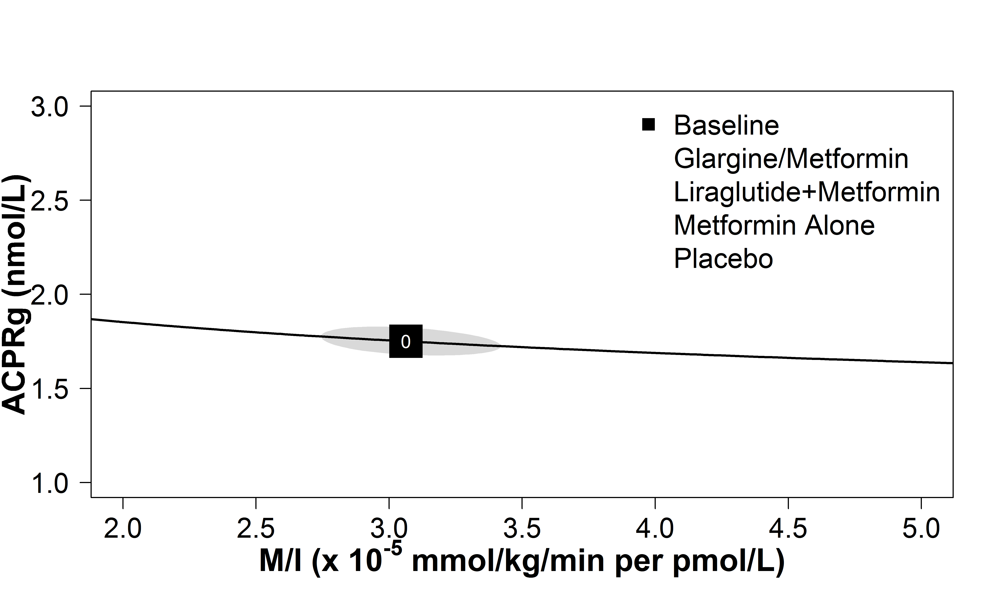 3.0
2.5
2.0
1.5
1.0
ACPRg (nmol/L)
Baseline
Glargine/Metformin
Liraglutide+Metformin
Metformin Alone
Placebo
0
2.0 2.5 3.0 3.5 4.0 4.5 5.0
M/I (x 10⁻⁵ mmol/kg/min per pmol/L)